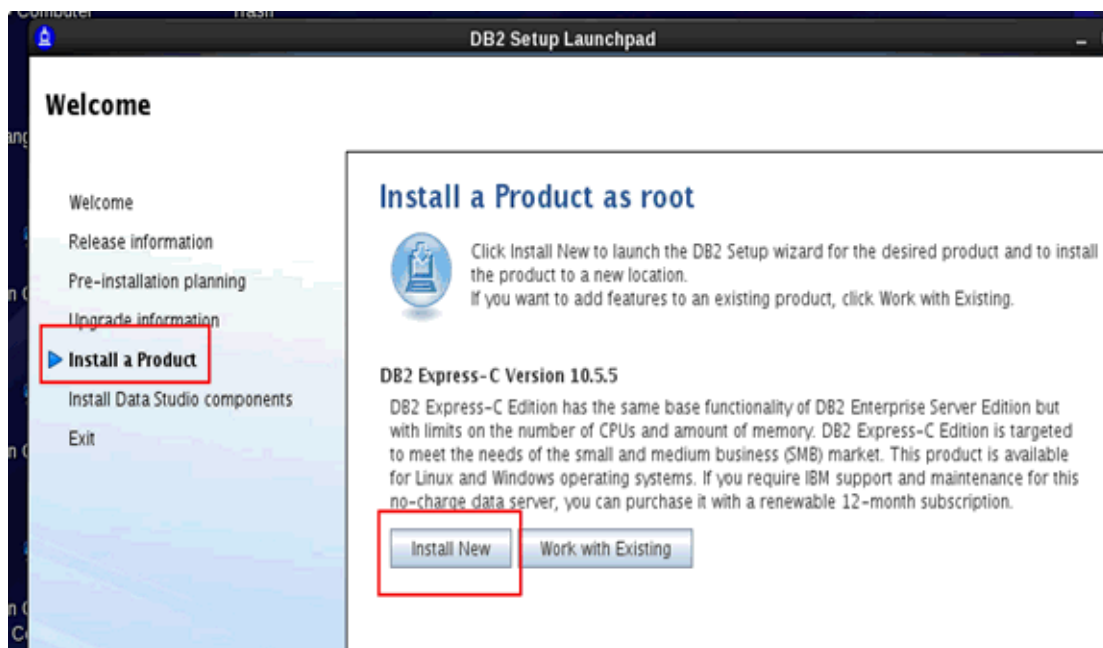 DB2 Setup Launchpad
Welcome
Welcome
Release information
Pre-installation planning
Upgrade information
Install a Product
Install Data Studio components
Exit
Install a Product as root
Click Install New to launch the DB2 Setup wizard for the desired product and to install
the product to a new location.
If you want to add features to an existing product, click Work with Existing.
DB2 Express-C Version 10.5.5
DB2 Express-C Edition has the same base functionality of DB2 Enterprise Server Edition but
with limits on the number of CPUs and amount of memory. DB2 Express-C Edition is targeted
to meet the needs of the small and medium business (SMB) market. This product is available
for Linux and Windows operating systems. If you require IBM support and maintenance for this
no-charge data server, you can purchase it with a renewable 12-month subscription.
Install New
Work with Existing